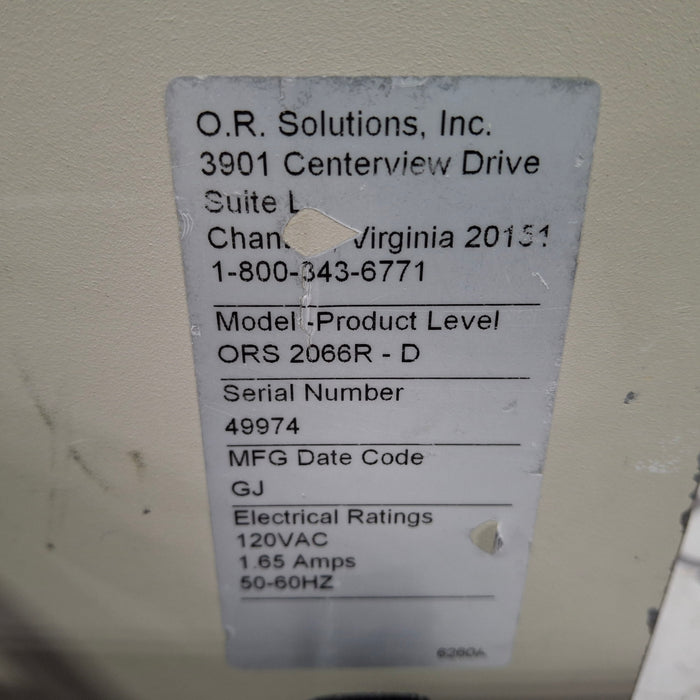 O.R. Solutions, Inc.
3901 Centerview Drive
Suite L
Virginia 20151
1-800-343-6771
Model -Product Level
ORS 2066R - D
Serial Number
49974
MFG Date Code
GJ
Electrical Ratings
120VAC
1.65 Amps
50-60HZ
6260A